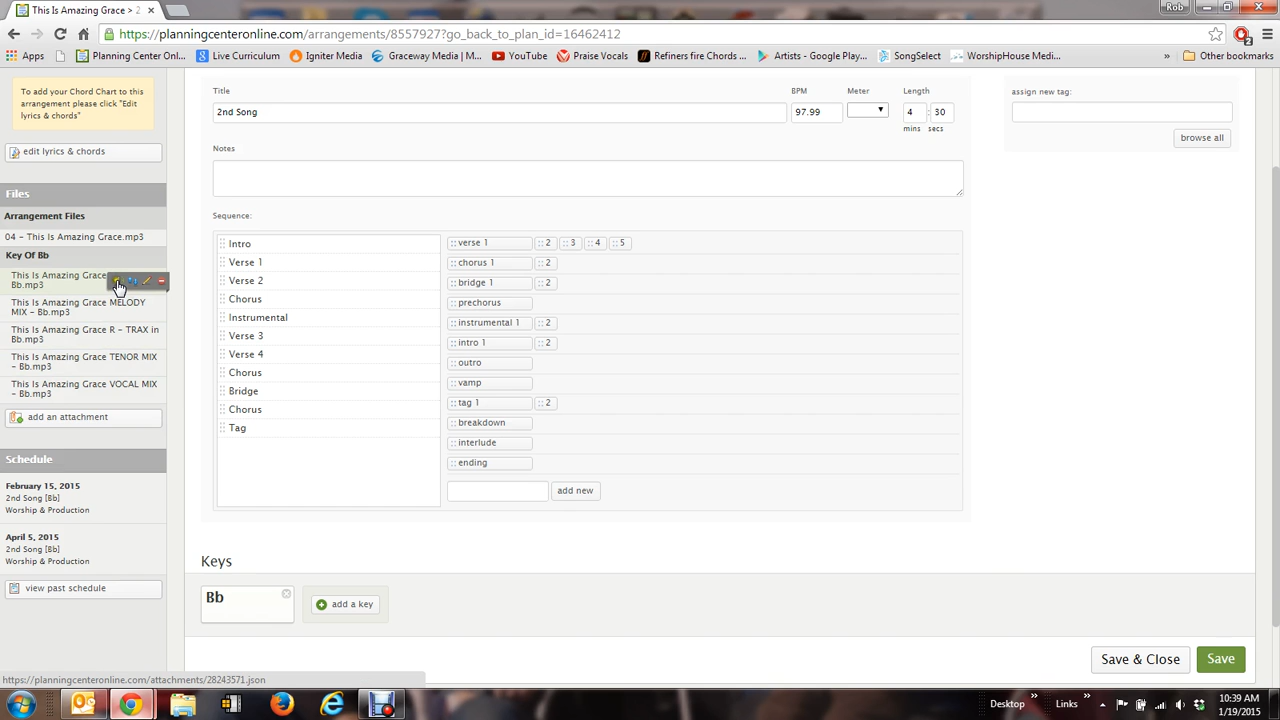 This Is Amazing Grace > 2
Rob
https://planningcenteronline.com/arrangements/8557927?go_back_to_plan_id=16462412
2
Apps
Planning Center Onl...
Live Curriculum
Igniter Media
Graceway Media | M...
YouTube
Praise Vocals
Refiners fire Chords ...
Artists - Google Play...
SongSelect
WorshipHouse Medi...
»
Other bookmarks
To add your Chord Chart to this
arrangement please click "Edit
lyrics & chords"
edit lyrics & chords
Files
Arrangement Files
04 - This Is Amazing Grace.mp3
Key Of Bb
This Is Amazing Grace
Bb.mp3
This Is Amazing Grace MELODY
MIX - Bb.mp3
This Is Amazing Grace R - TRAX in
Bb.mp3
This Is Amazing Grace TENOR MIX
- Bb.mp3
This Is Amazing Grace VOCAL MIX
- Bb.mp3
add an attachment
Schedule
February 15, 2015
2nd Song [Bb]
Worship & Production
April 5, 2015
2nd Song [Bb]
Worship & Production
view past schedule
Title
BPM
Meter
Length
2nd Song
97.99
4 : 30
mins secs
Notes
Sequence:
Intro
Verse 1
Verse 2
Chorus
Instrumental
Verse 3
Verse 4
Chorus
Bridge
Chorus
Tag
:: verse 1 :: 2 :: 3 :: 4 :: 5
:: chorus 1 :: 2
:: bridge 1 :: 2
:: prechorus
:: instrumental 1 :: 2
:: intro 1 :: 2
:: outro
:: vamp
:: tag 1 :: 2
:: breakdown
:: interlude
:: ending
add new
assign new tag:
browse all
Keys
Bb
add a key
Save & Close
Save
https://planningcenteronline.com/attachments/28243571.json
Desktop »
Links »
10:39 AM
1/19/2015